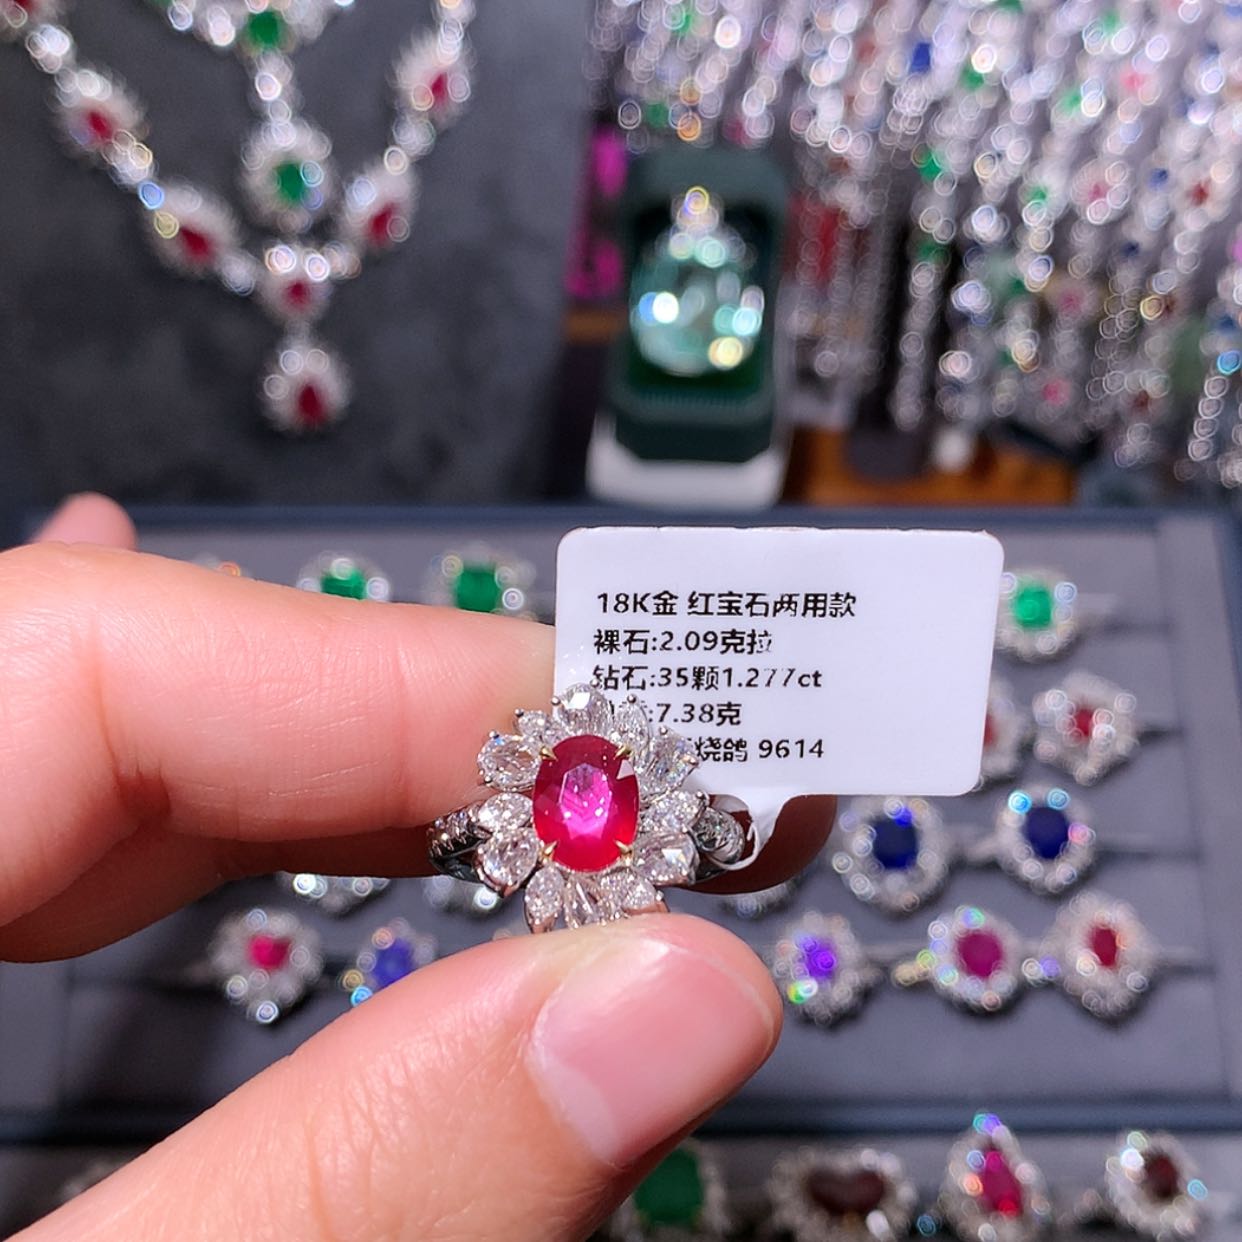 18K金 红宝石两用款
裸石:2.09克拉
钻石:35颗1.277ct
:7.38克
烧鸽 9614